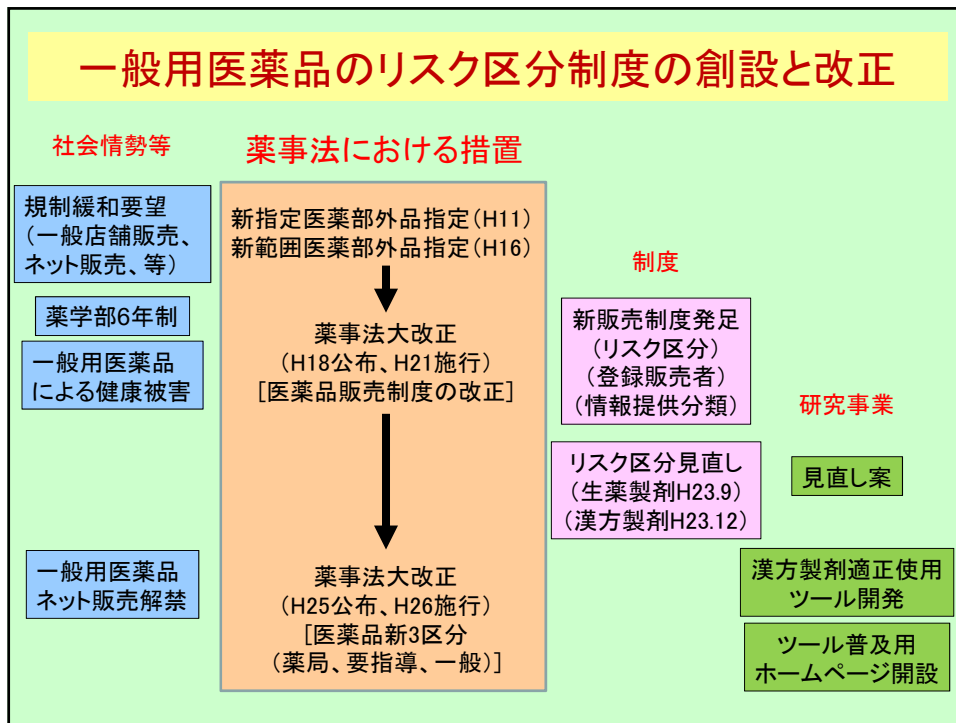 一般用医薬品のリスク区分制度の創設と改正
社会情勢等
規制緩和要望
(一般店舗販売、
ネット販売、等)
薬学部6年制
一般用医薬品
による健康被害
一般用医薬品
ネット販売解禁
薬事法における措置
新指定医薬部外品指定(H11)
新範囲医薬部外品指定(H16)
薬事法大改正
(H18公布、H21施行)
[医薬品販売制度の改正]
薬事法大改正
(H25公布、H26施行)
[医薬品新3区分
(薬局、要指導、一般)]
制度
新販売制度発足
(リスク区分)
(登録販売者)
(情報提供分類)
リスク区分見直し
(生薬製剤H23.9)
(漢方製剤H23.12)
研究事業
見直し案
漢方製剤適正使用
ツール開発
ツール普及用
ホームページ開設